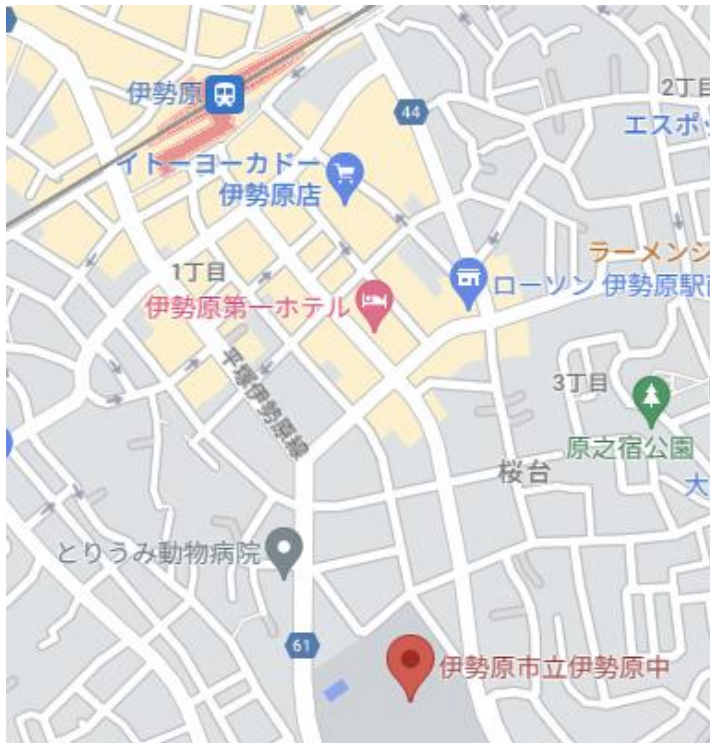 伊勢原
44
2丁目
エスポッ
イトーヨーカドー
伊勢原店
1丁目
ラーメンシ
ローソン 伊勢原駅前
伊勢原第一ホテル
平塚伊勢原線
3丁目
原之宿公園
桜台
大
とりうみ動物病院
61
伊勢原市立伊勢原中